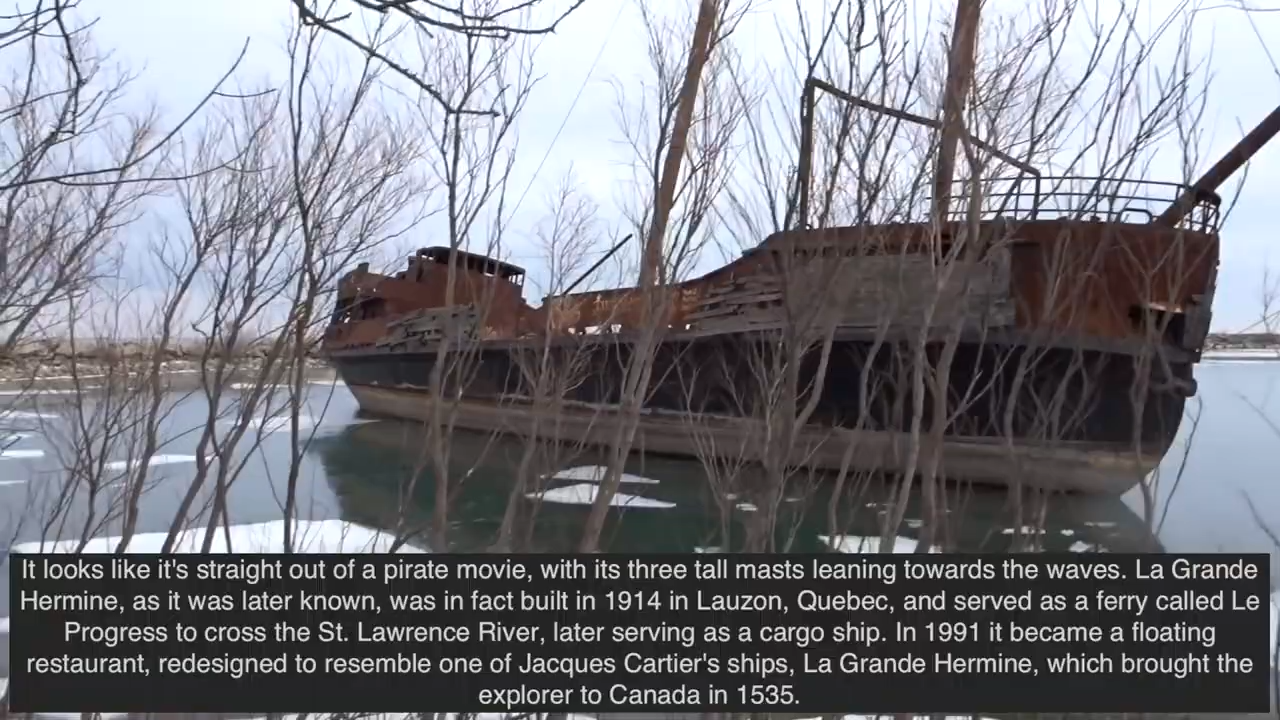 It looks like it's straight out of a pirate movie, with its three tall masts leaning towards the waves. La Grande
Hermine, as it was later known, was in fact built in 1914 in Lauzon, Quebec, and served as a ferry called Le
Progress to cross the St. Lawrence River, later serving as a cargo ship. In 1991 it became a floating
restaurant, redesigned to resemble one of Jacques Cartier's ships, La Grande Hermine, which brought the
explorer to Canada in 1535.